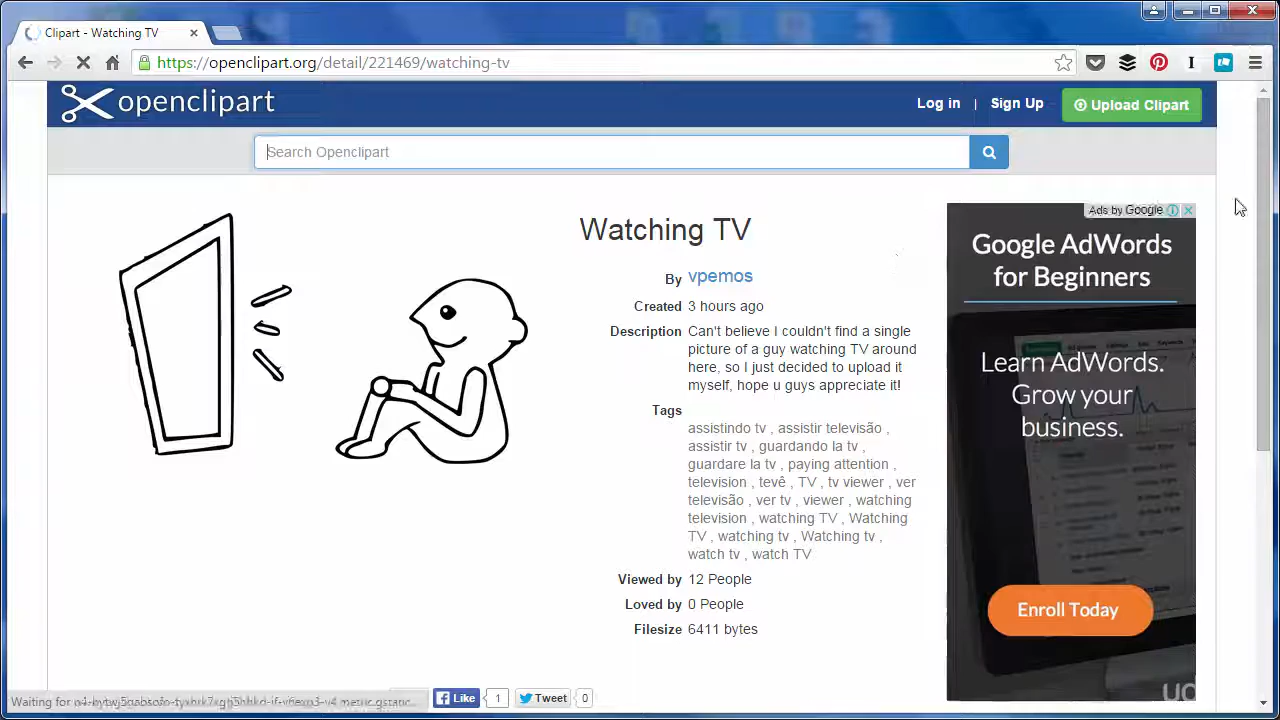 Clipart - Watching TV
https://openclipart.org/detail/221469/watching-tv
openclipart
Log in | Sign Up
Upload Clipart
Search Openclipart
Watching TV
By vpemos
Created 3 hours ago
Description Can't believe I couldn't find a single
picture of a guy watching TV around
here, so I just decided to upload it
myself, hope u guys appreciate it!
Tags
assistindo tv , assistir televisão ,
assistir tv , guardando la tv ,
guardare la tv , paying attention ,
television , tevê , TV , tv viewer , ver
televisão , ver tv , viewer , watching
television , watching TV , Watching
TV , watching tv , Watching tv ,
watch tv , watch TV
Viewed by 12 People
Loved by 0 People
Filesize 6411 bytes
Like 1 Tweet 0
Ads by Google
Google AdWords
for Beginners
Learn AdWords.
Grow your
business.
Enroll Today
Waiting for